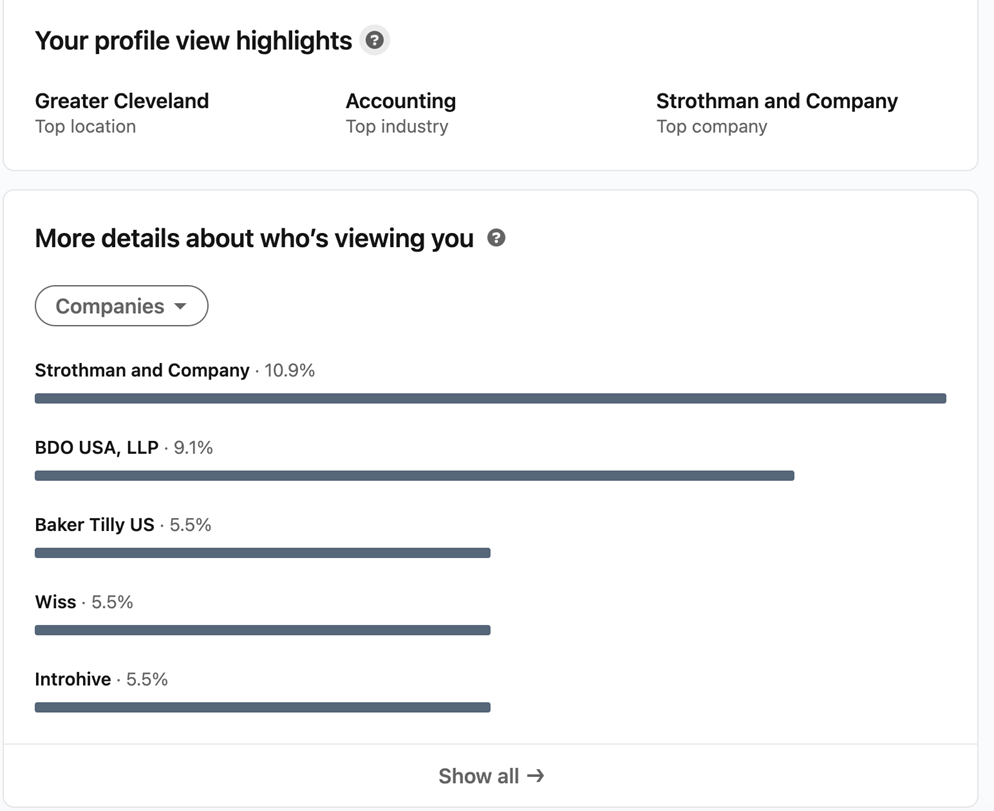 Your profile view highlights
Greater Cleveland
Top location
Accounting
Top industry
Strothman and Company
Top company
More details about who’s viewing you
Companies
Strothman and Company · 10.9%
BDO USA, LLP · 9.1%
Baker Tilly US · 5.5%
Wiss · 5.5%
Introhive · 5.5%
Show all →